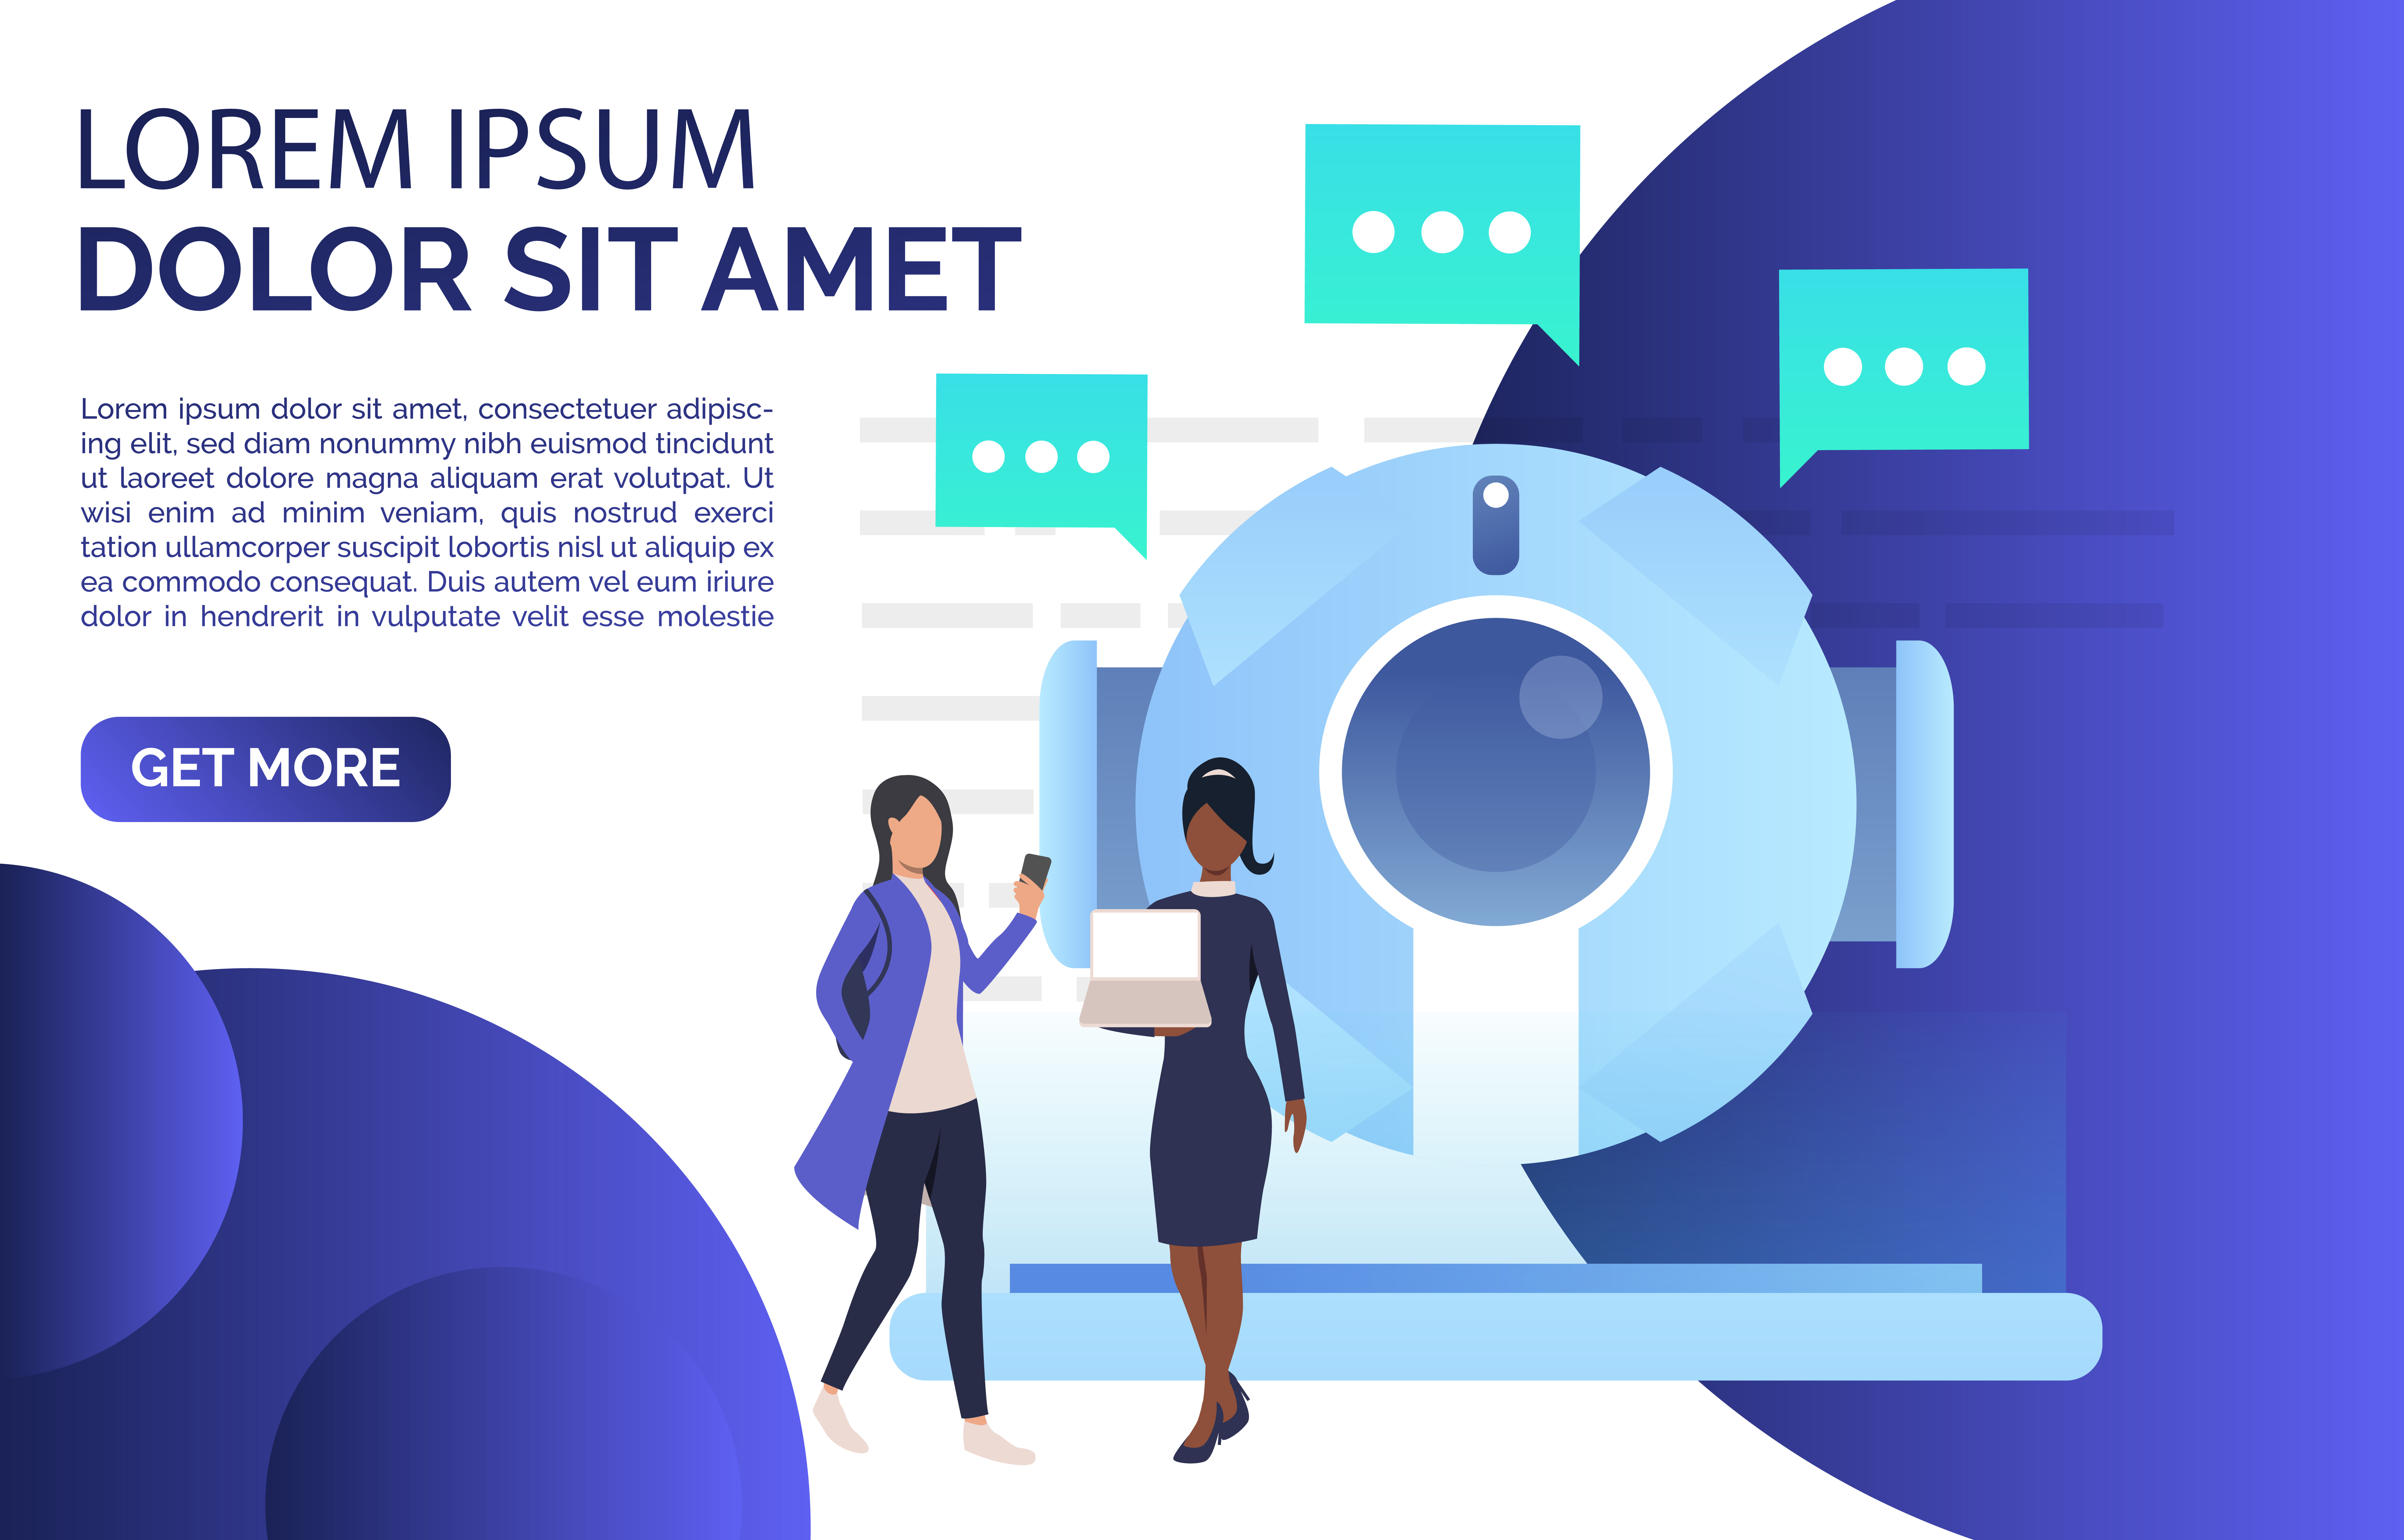 LOREM IPSUM
DOLOR SIT AMET
Lorem ipsum dolor sit amet, consectetuer adipisc-
ing elit, sed diam nonummy nibh euismod tincidunt
ut laoreet dolore magna aliquam erat volutpat. Ut
wisi enim ad minim veniam, quis nostrud exerci
tation ullamcorper suscipit lobortis nisl ut aliquip ex
ea commodo consequat. Duis autem vel eum iriure
dolor in hendrerit in vulputate velit esse molestie
GET MORE